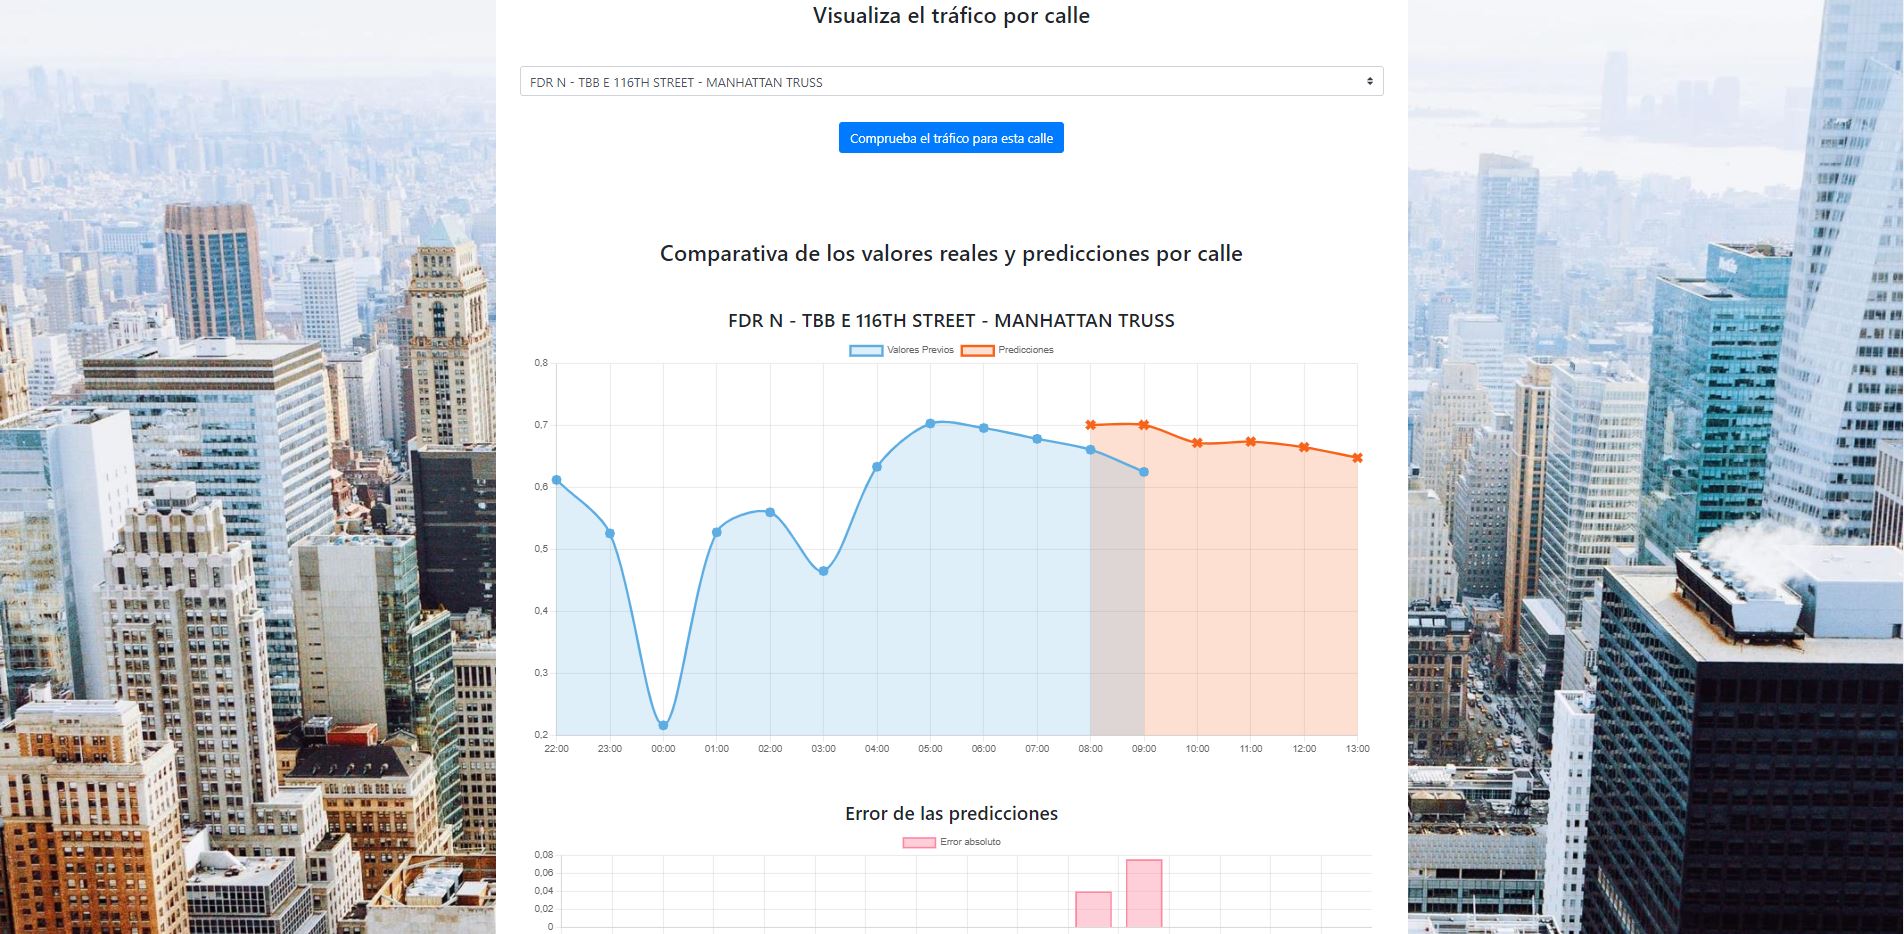 Visualiza el tráfico por calle
FDR N - TBB E 116TH STREET - MANHATTAN TRUSS
Comprueba el tráfico para esta calle
Comparativa de los valores reales y predicciones por calle
FDR N - TBB E 116TH STREET - MANHATTAN TRUSS
Valores Previos Predicciones
0,8
0,7
0,6
0,5
0,4
0,3
0,2
22:00 23:00 00:00 01:00 02:00 03:00 04:00 05:00 06:00 07:00 08:00 09:00 10:00 11:00 12:00 13:00
Error de las predicciones
Error absoluto
0,08
0,06
0,04
0,02
0